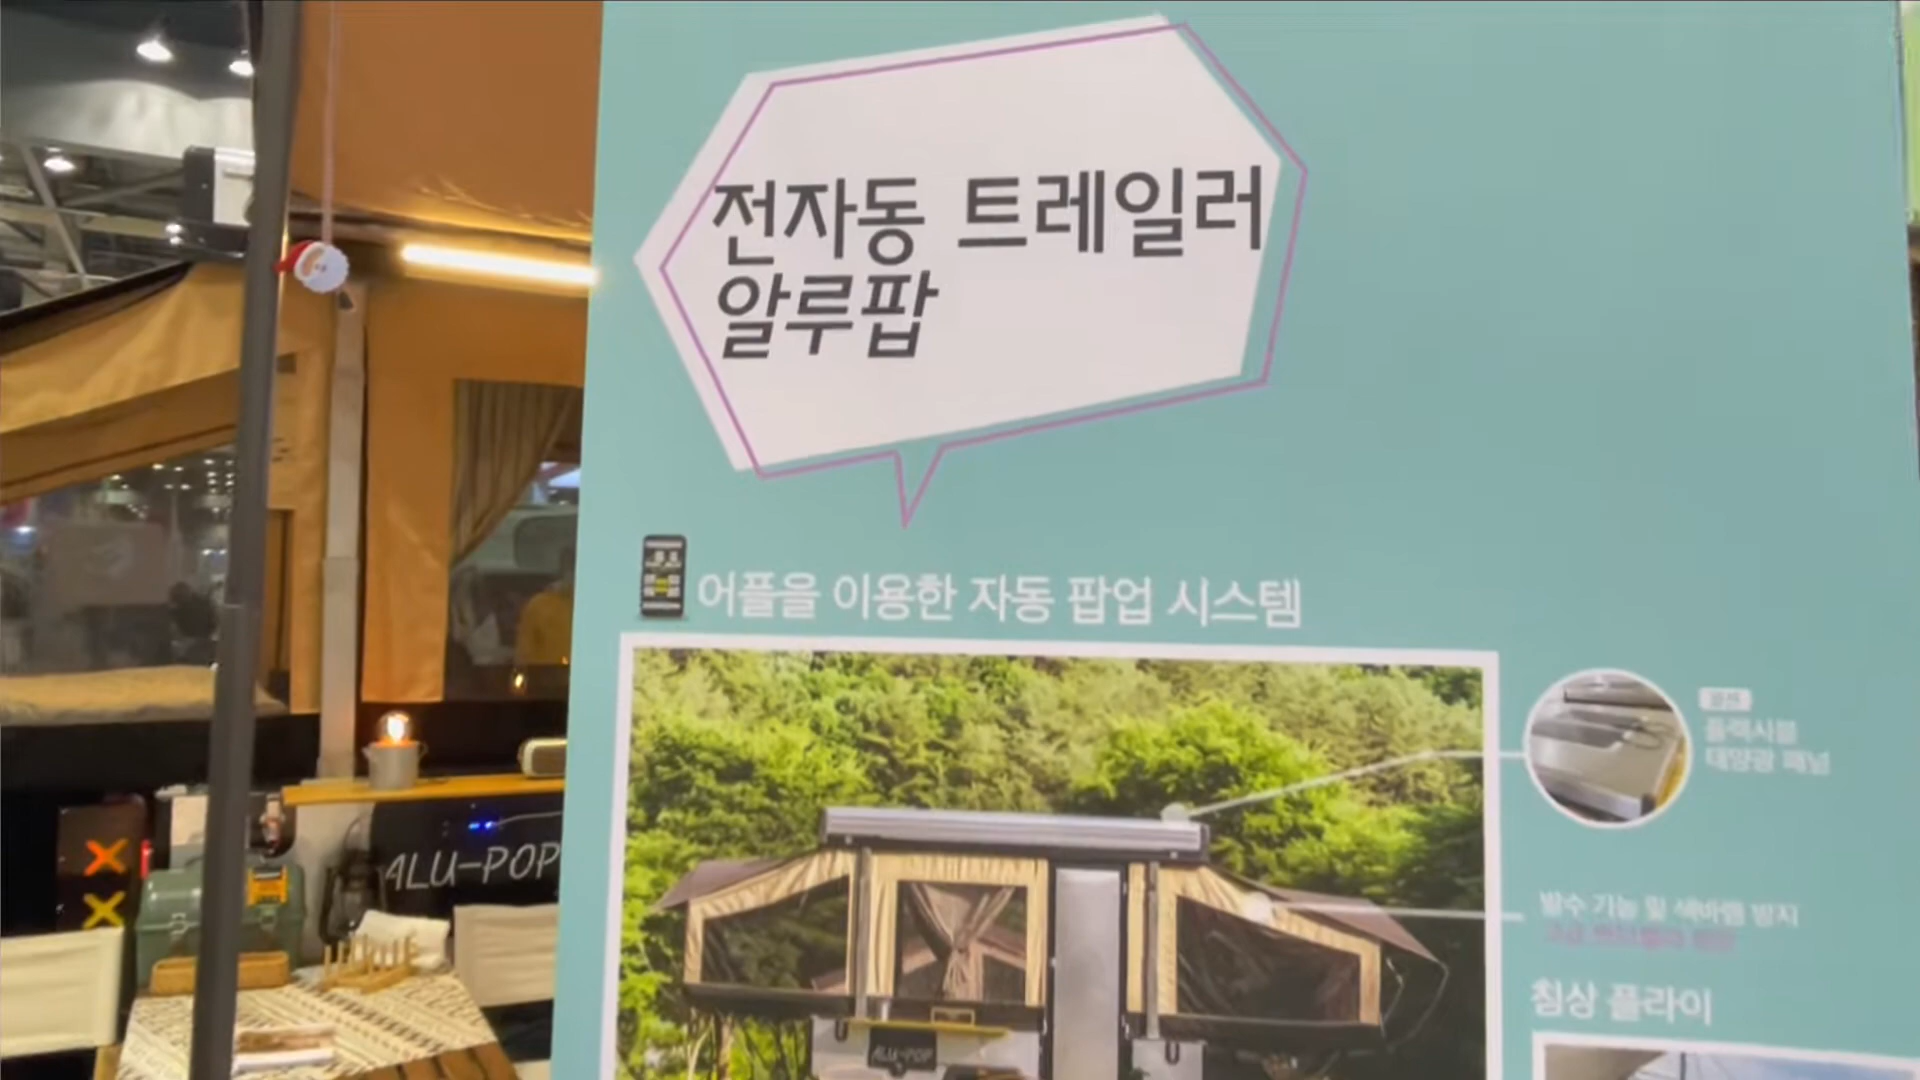 전자동 트레일러
알루팝
어플을 이용한 자동 팝업 시스템
옵션
플렉시블
태양광 패널
발수 기능 및 색바램 방지
침상 플라이
ALU-POP
ALU-POP